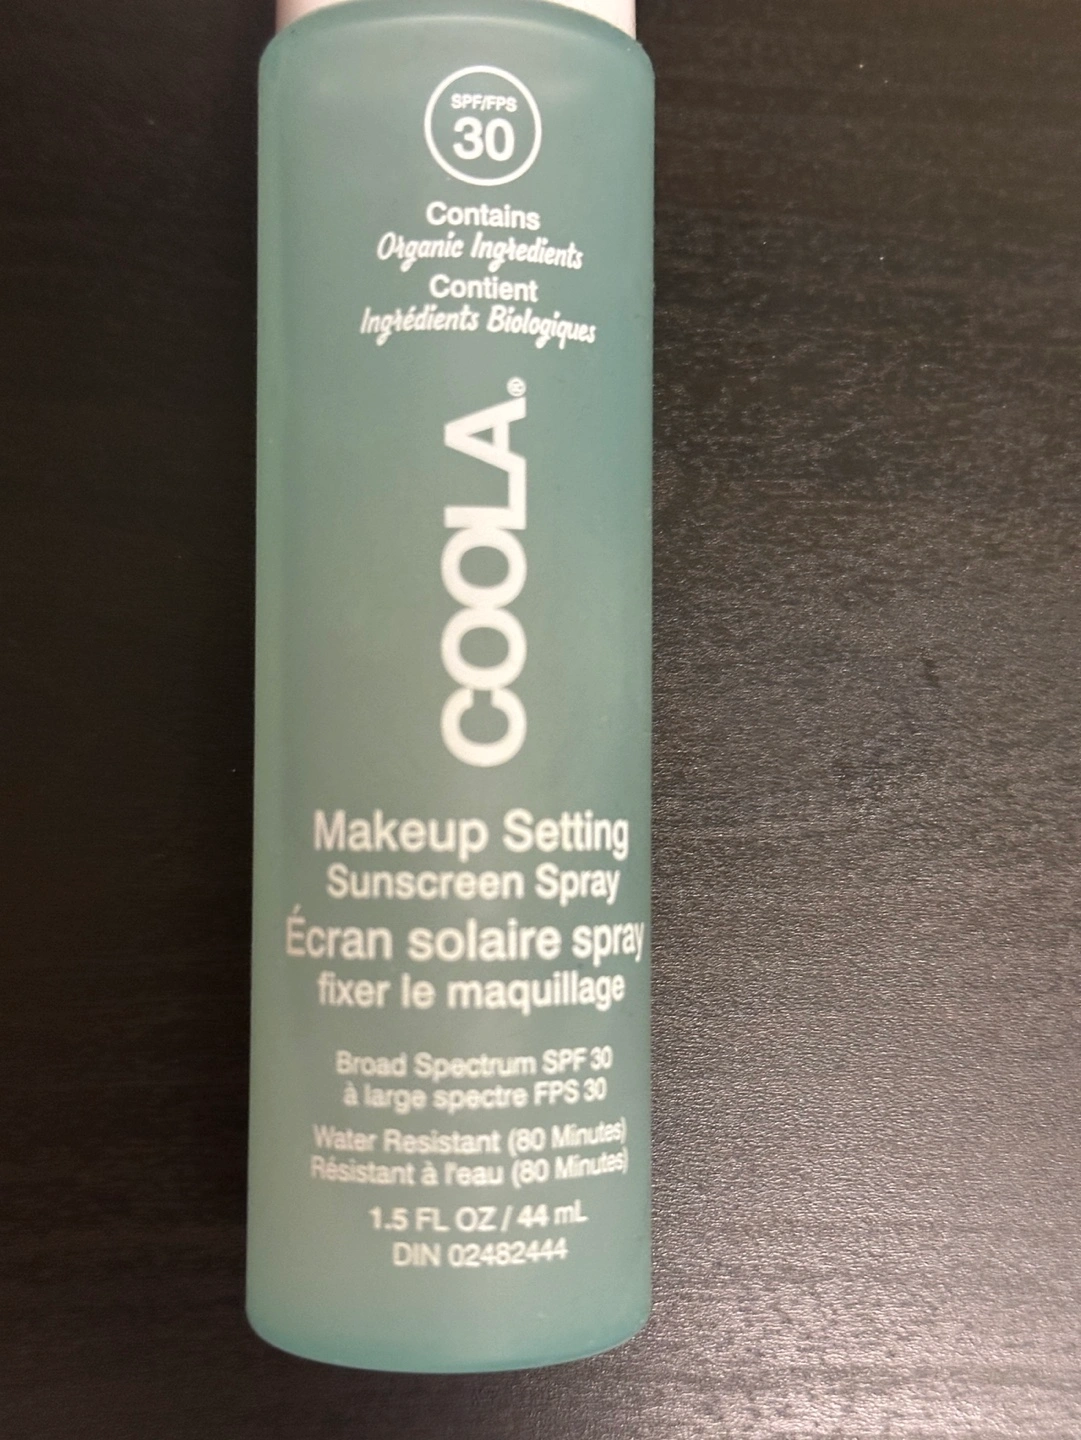 SPF/FPS
30
Contains
Organic Ingredients
Contient
Ingrédients Biologiques
COOLA®
Makeup Setting
Sunscreen Spray
Écran solaire spray
fixer le maquillage
Broad Spectrum SPF 30
à large spectre FPS 30
Water Resistant (80 Minutes)
Résistant à l'eau (80 Minutes)
1.5 FL OZ / 44 mL
DIN 02482444